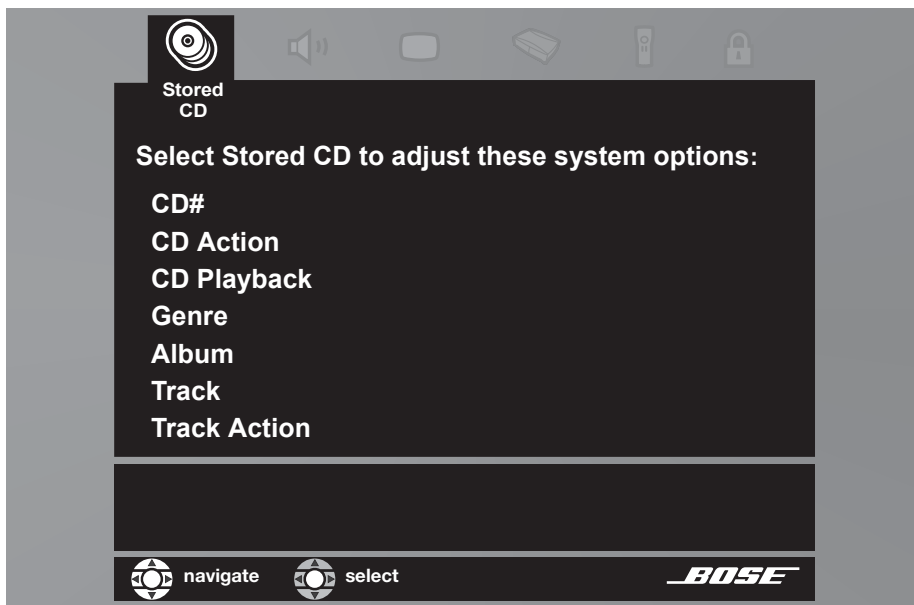 Stored
CD
Select Stored CD to adjust these system options:
CD#
CD Action
CD Playback
Genre
Album
Track
Track Action
navigate select BOSE